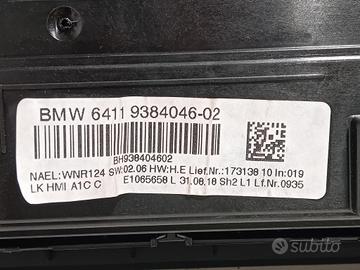 BMW 6411 9384046-02
BH938404602
NAEL:WNR124 SW:02.06 HW:H.E Lief.Nr.:173138 10 In:019
LK HMI A1C C E1065658 L 31.08.18 Sh2 L1 Lf.Nr.0935
subito